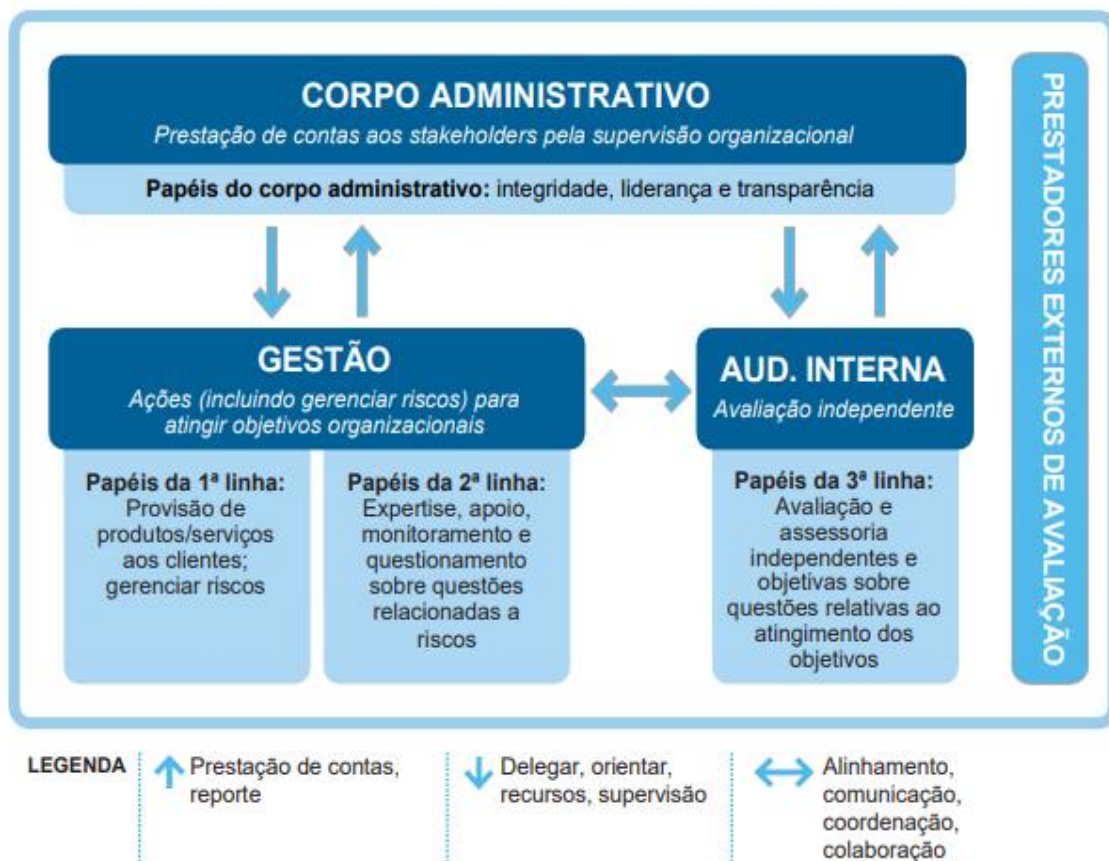 CORPO ADMINISTRATIVO
Prestação de contas aos stakeholders pela supervisão organizacional
Papéis do corpo administrativo: integridade, liderança e transparência
GESTÃO
Ações (incluindo gerenciar riscos) para
atingir objetivos organizacionais
Papéis da 1ª linha:
Provisão de
produtos/serviços
aos clientes;
gerenciar riscos
Papéis da 2ª linha:
Expertise, apoio,
monitoramento e
questionamento
sobre questões
relacionadas a
riscos
AUD. INTERNA
Avaliação independente
Papéis da 3ª linha:
Avaliação e
assessoria
independentes e
objetivas sobre
questões relativas ao
atingimento dos
objetivos
PRESTADORES EXTERNOS DE AVALIAÇÃO
LEGENDA
Prestação de contas,
reporte
Delegar, orientar,
recursos, supervisão
Alinhamento,
comunicação,
coordenação,
colaboração